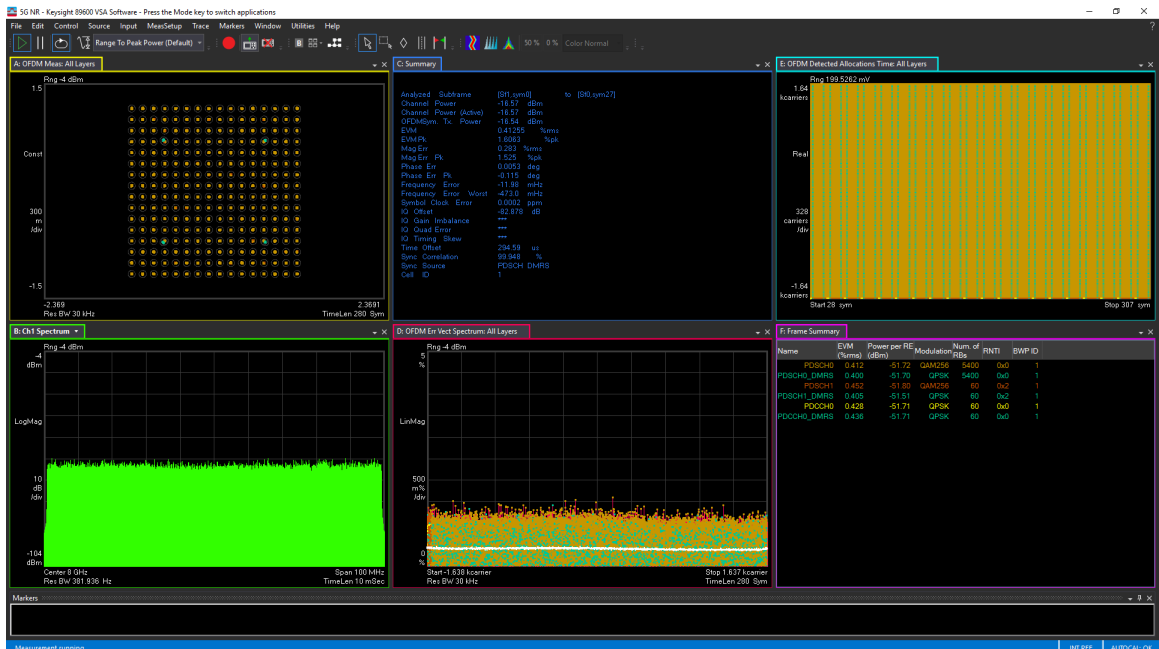 5G NR - Keysight 89600 VSA Software - Press the Mode key to switch applications
File Edit Control Source Input MeasSetup Trace Markers Window Utilities Help
Range To Peak Power (Default)
50 % 0 % Color Normal
A: OFDM Meas: All Layers
Rng -4 dBm
1.5
Const
300
m
/div
-1.5
-2.369 2.3691
Res BW 30 kHz TimeLen 280 Sym
C: Summary
Analyzed Subframe [Sf1,sym0] to [Sf0,sym27]
Channel Power -16.57 dBm
Channel Power (Active) -16.57 dBm
OFDMSym. Tx. Power -16.54 dBm
EVM 0.41255 %rms
EVM Pk 1.6063 %pk
Mag Err 0.283 %rms
Mag Err Pk 1.525 %pk
Phase Err 0.0053 deg
Phase Err Pk -0.115 deg
Frequency Error -11.98 mHz
Frequency Error Worst -473.0 mHz
Symbol Clock Error 0.0002 ppm
IQ Offset -82.878 dB
IQ Gain Imbalance ***
IQ Quad Error ***
IQ Timing Skew ***
Time Offset 294.59 us
Sync Correlation 99.948 %
Sync Source PDSCH DMRS
Cell ID 1
E: OFDM Detected Allocations Time: All Layers
Rng 199.5262 mV
1.64
kcarriers
Real
328
carriers
/div
-1.64
kcarriers
Start 28 sym Stop 307 sym
B: Ch1 Spectrum
Rng -4 dBm
-4
dBm
LogMag
10
dB
/div
-104
dBm
Center 8 GHz Span 100 MHz
Res BW 381.936 Hz TimeLen 10 mSec
D: OFDM Err Vect Spectrum: All Layers
Rng -4 dBm
5
%
LinMag
500
m%
/div
0
%
Start -1.638 kcarrier Stop 1.637 kcarrier
Res BW 30 kHz TimeLen 280 Sym
F: Frame Summary
Name EVM (%rms) Power per RE (dBm) Modulation Num. of RBs RNTI BWP ID
PDSCH0 0.412 -51.72 QAM256 5400 0x0 1
PDSCH0_DMRS 0.400 -51.70 QPSK 5400 0x0 1
PDSCH1 0.452 -51.80 QAM256 60 0x2 1
PDSCH1_DMRS 0.405 -51.51 QPSK 60 0x2 1
PDCCH0 0.428 -51.71 QPSK 60 0x0 1
PDCCH0_DMRS 0.436 -51.71 QPSK 60 0x0 1
Markers
Measurement running INT REF AUTOCAL: OK